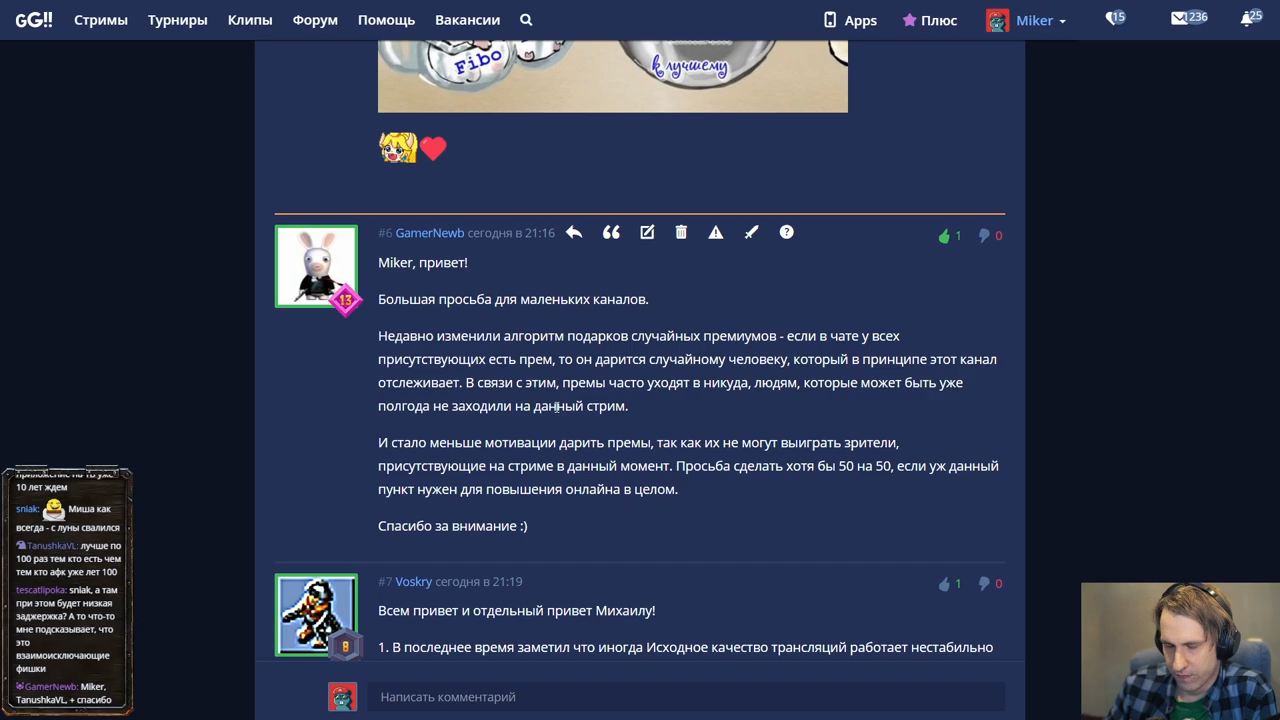 GG!! Стримы Турниры Клипы Форум Помощь Вакансии Apps Плюс Miker 15 1236 25
Fibo
к лучшему
#6 GamerNewb сегодня в 21:16 1 0
13
Miker, привет!
Большая просьба для маленьких каналов.
Недавно изменили алгоритм подарков случайных премиумов - если в чате у всех
присутствующих есть прем, то он дарится случайному человеку, который в принципе этот канал
отслеживает. В связи с этим, премы часто уходят в никуда, людям, которые может быть уже
полгода не заходили на данный стрим.
И стало меньше мотивации дарить премы, так как их не могут выиграть зрители,
присутствующие на стриме в данный момент. Просьба сделать хотя бы 50 на 50, если уж данный
пункт нужен для повышения онлайна в целом.
Спасибо за внимание :)
#7 Voskry сегодня в 21:19 1 0
8
Всем привет и отдельный привет Михаилу!
1. В последнее время заметил что иногда Исходное качество трансляций работает нестабильно
Написать комментарий
10 лет ждем
sniak: Миша как
всегда - с луны свалился
TanushkaVL: лучше по
100 раз тем кто есть чем
тем кто афк уже лет 100
tescatlipoka: sniak, а там
при этом будет низкая
задержка? А то что-то
мне подсказывает, что
это
взаимоисключающие
фишки
GamerNewb: Miker,
TanushkaVL, + спасибо